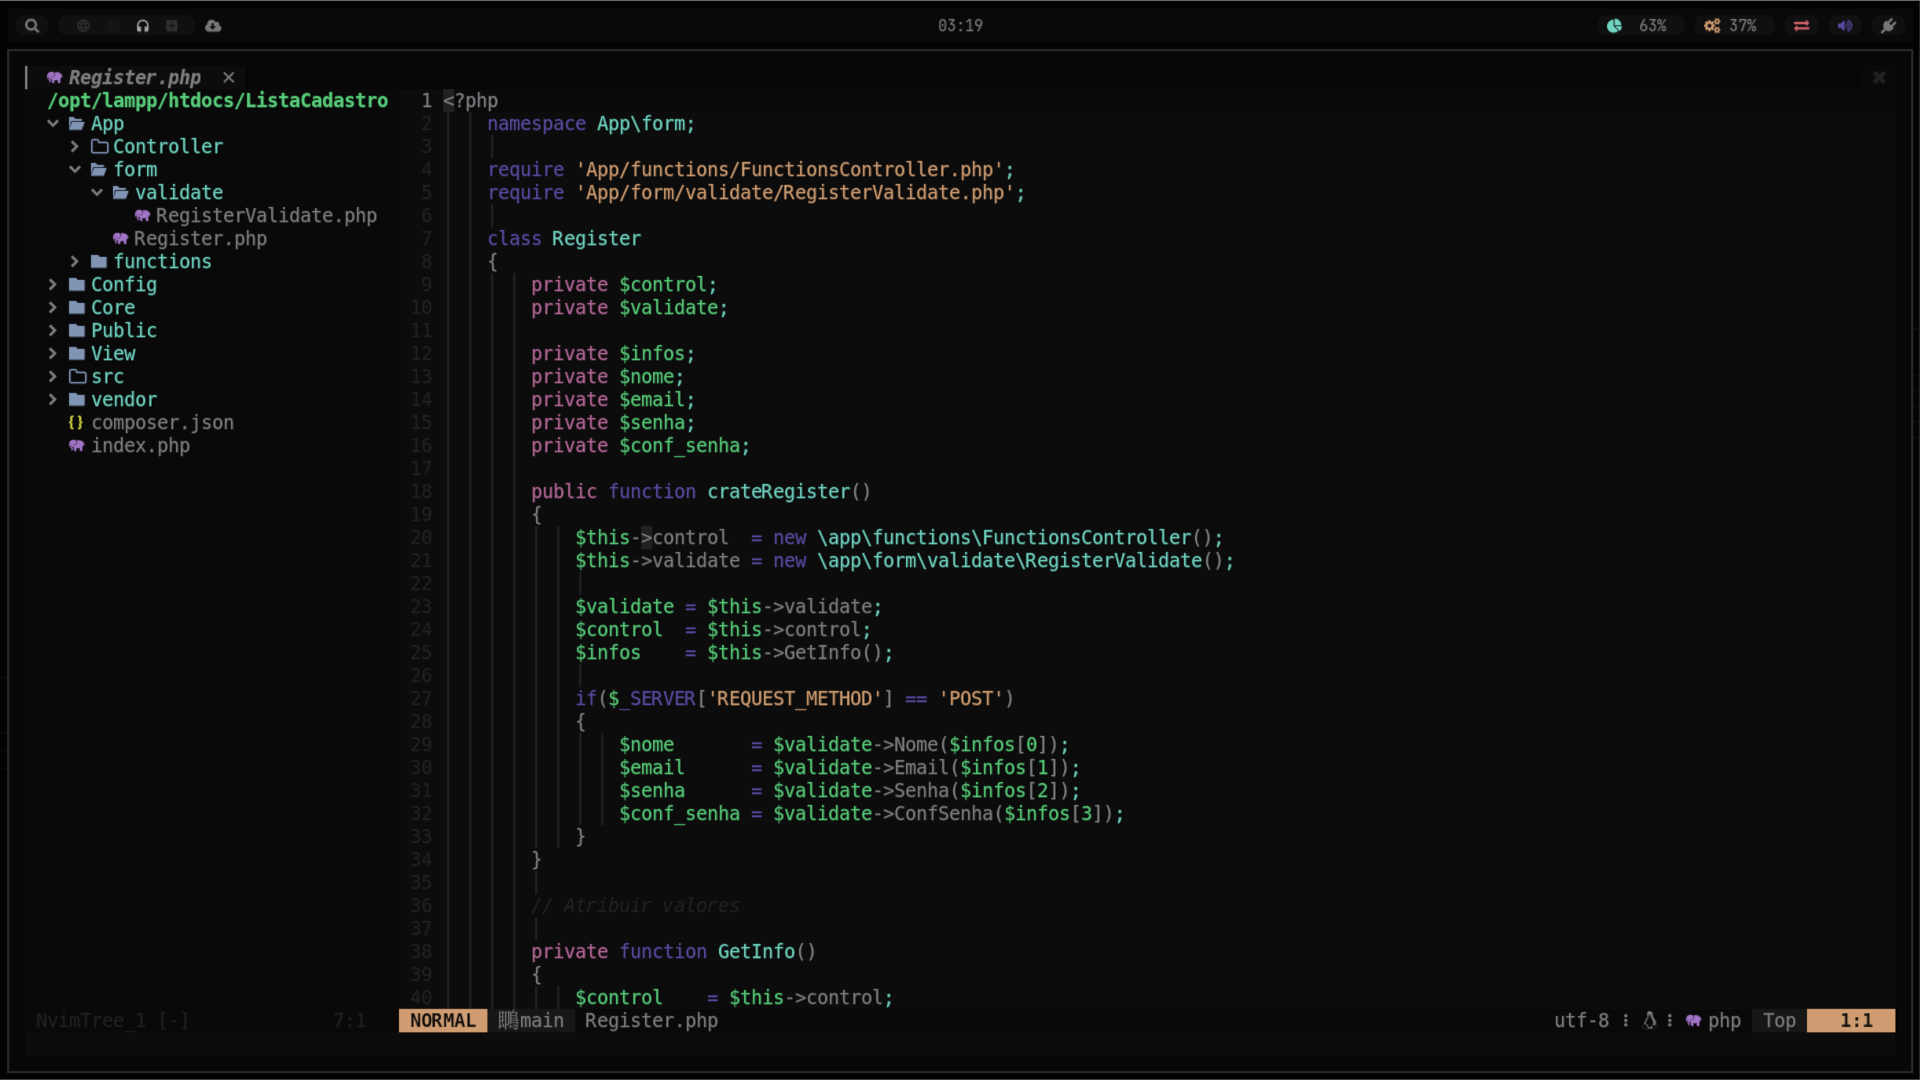 03:19
63%
37%
Register.php
/opt/lampp/htdocs/ListaCadastro
App
Controller
form
validate
RegisterValidate.php
Register.php
functions
Config
Core
Public
View
src
vendor
composer.json
index.php
1 <?php
2 namespace App\form;
3
4 require 'App/functions/FunctionsController.php';
5 require 'App/form/validate/RegisterValidate.php';
6
7 class Register
8 {
9 private $control;
10 private $validate;
11
12 private $infos;
13 private $nome;
14 private $email;
15 private $senha;
16 private $conf_senha;
17
18 public function crateRegister()
19 {
20 $this->control  = new \app\functions\FunctionsController();
21 $this->validate = new \app\form\validate\RegisterValidate();
22
23 $validate = $this->validate;
24 $control  = $this->control;
25 $infos    = $this->GetInfo();
26
27 if($_SERVER['REQUEST_METHOD'] == 'POST')
28 {
29 $nome       = $validate->Nome($infos[0]);
30 $email      = $validate->Email($infos[1]);
31 $senha      = $validate->Senha($infos[2]);
32 $conf_senha = $validate->ConfSenha($infos[3]);
33 }
34 }
35
36 // Atribuir valores
37
38 private function GetInfo()
39 {
40 $control    = $this->control;
NvimTree_1 [-] 7:1
NORMAL main Register.php utf-8 php Top 1:1